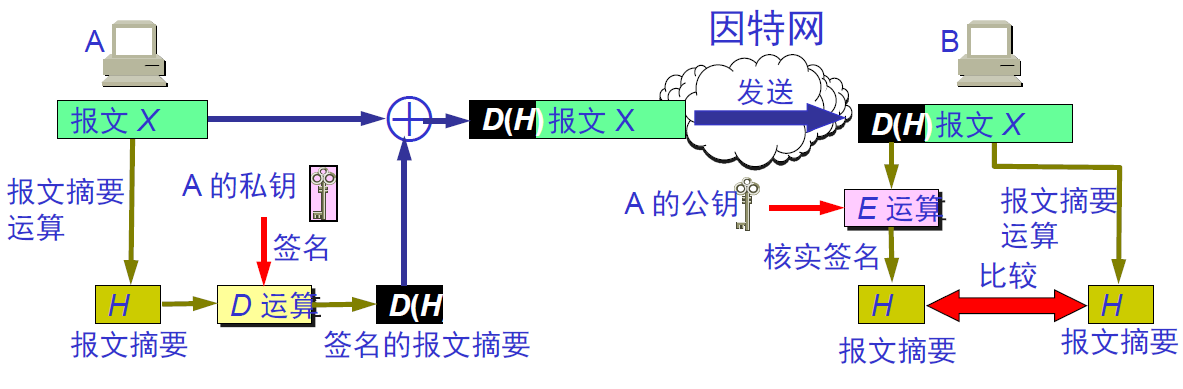 因特网
A
B
报文 X
D(H)报文 X
发送
D(H)报文 X
报文摘要
运算
A 的私钥
签名
A 的公钥
E 运算
核实签名
报文摘要
运算
比较
H
D 运算
D(H
H
H
报文摘要
签名的报文摘要
报文摘要
报文摘要